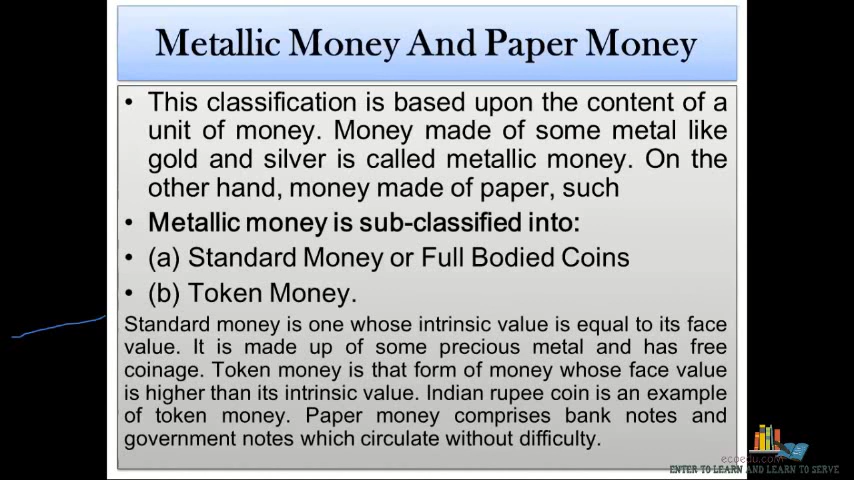 Metallic Money And Paper Money
• This classification is based upon the content of a
unit of money. Money made of some metal like
gold and silver is called metallic money. On the
other hand, money made of paper, such
• Metallic money is sub-classified into:
• (a) Standard Money or Full Bodied Coins
• (b) Token Money.
Standard money is one whose intrinsic value is equal to its face
value. It is made up of some precious metal and has free
coinage. Token money is that form of money whose face value
is higher than its intrinsic value. Indian rupee coin is an example
of token money. Paper money comprises bank notes and
government notes which circulate without difficulty.
ecoedu.com
ENTER TO LEARN AND LEARN TO SERVE